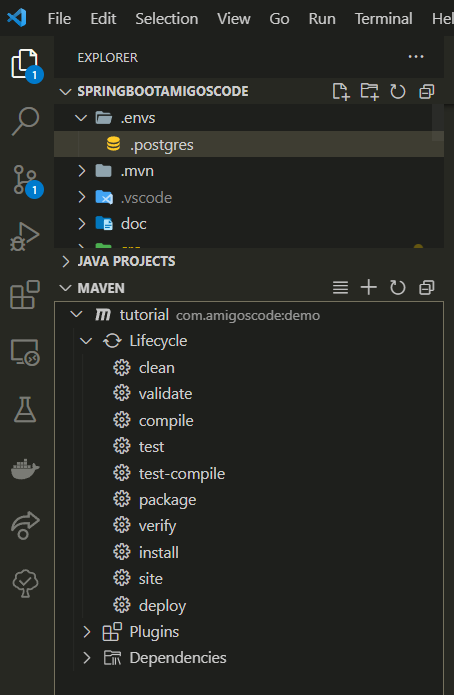 File Edit Selection View Go Run Terminal Hel
EXPLORER
SPRINGBOOTAMIGOSCODE
.envs
.postgres
.mvn
.vscode
doc
JAVA PROJECTS
MAVEN
tutorial com.amigoscode:demo
Lifecycle
clean
validate
compile
test
test-compile
package
verify
install
site
deploy
Plugins
Dependencies
1
1